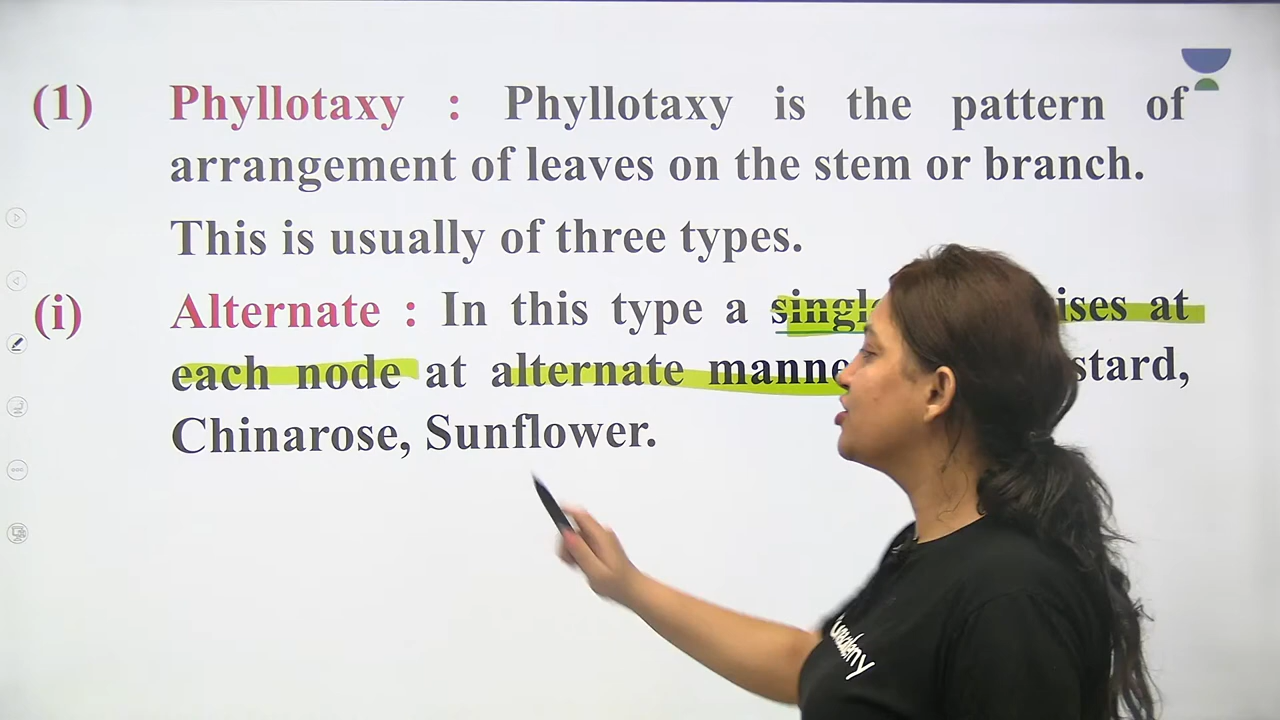 (1) Phyllotaxy : Phyllotaxy is the pattern of
arrangement of leaves on the stem or branch.
This is usually of three types.
(i) Alternate : In this type a at
each node at alternate
Chinarose, Sunflower.